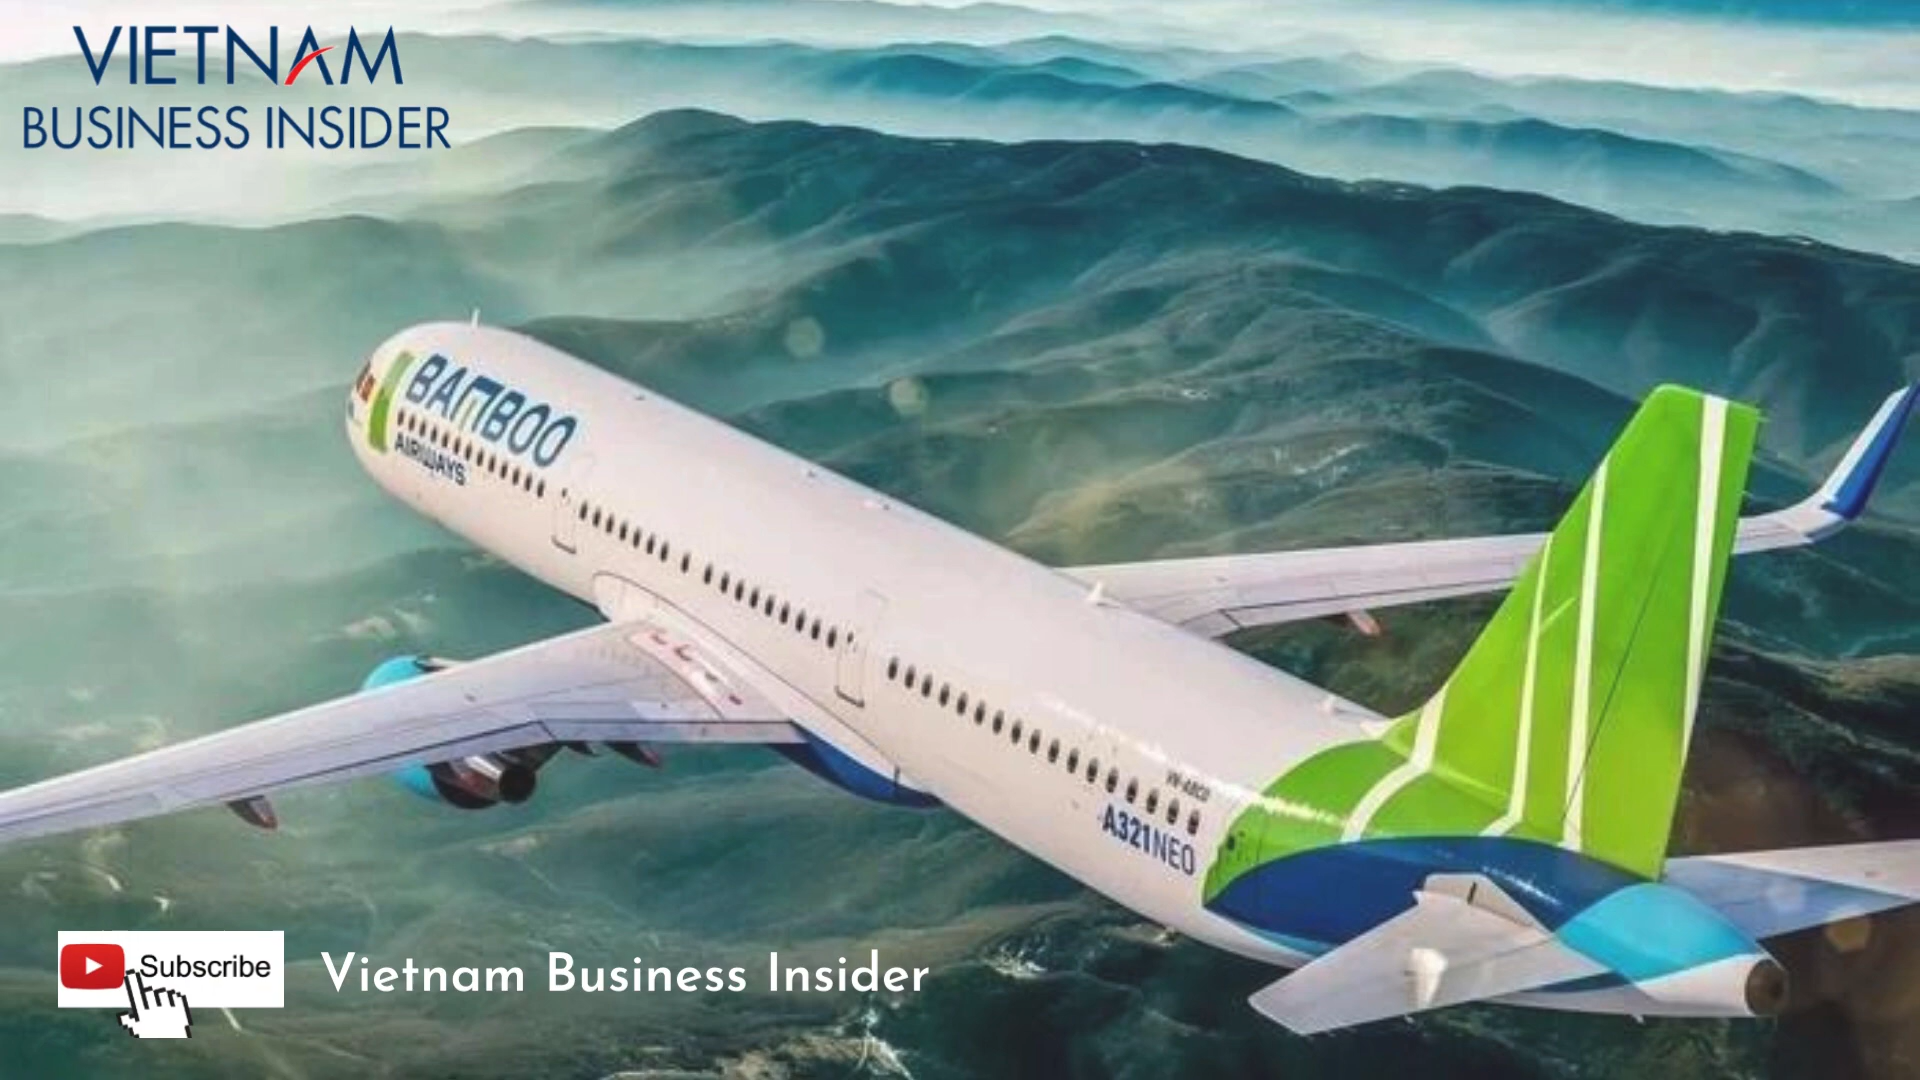 VIETNAM
BUSINESS INSIDER
BAMBOO
AIRWAYS
A321NEO
Subscribe
Vietnam Business Insider